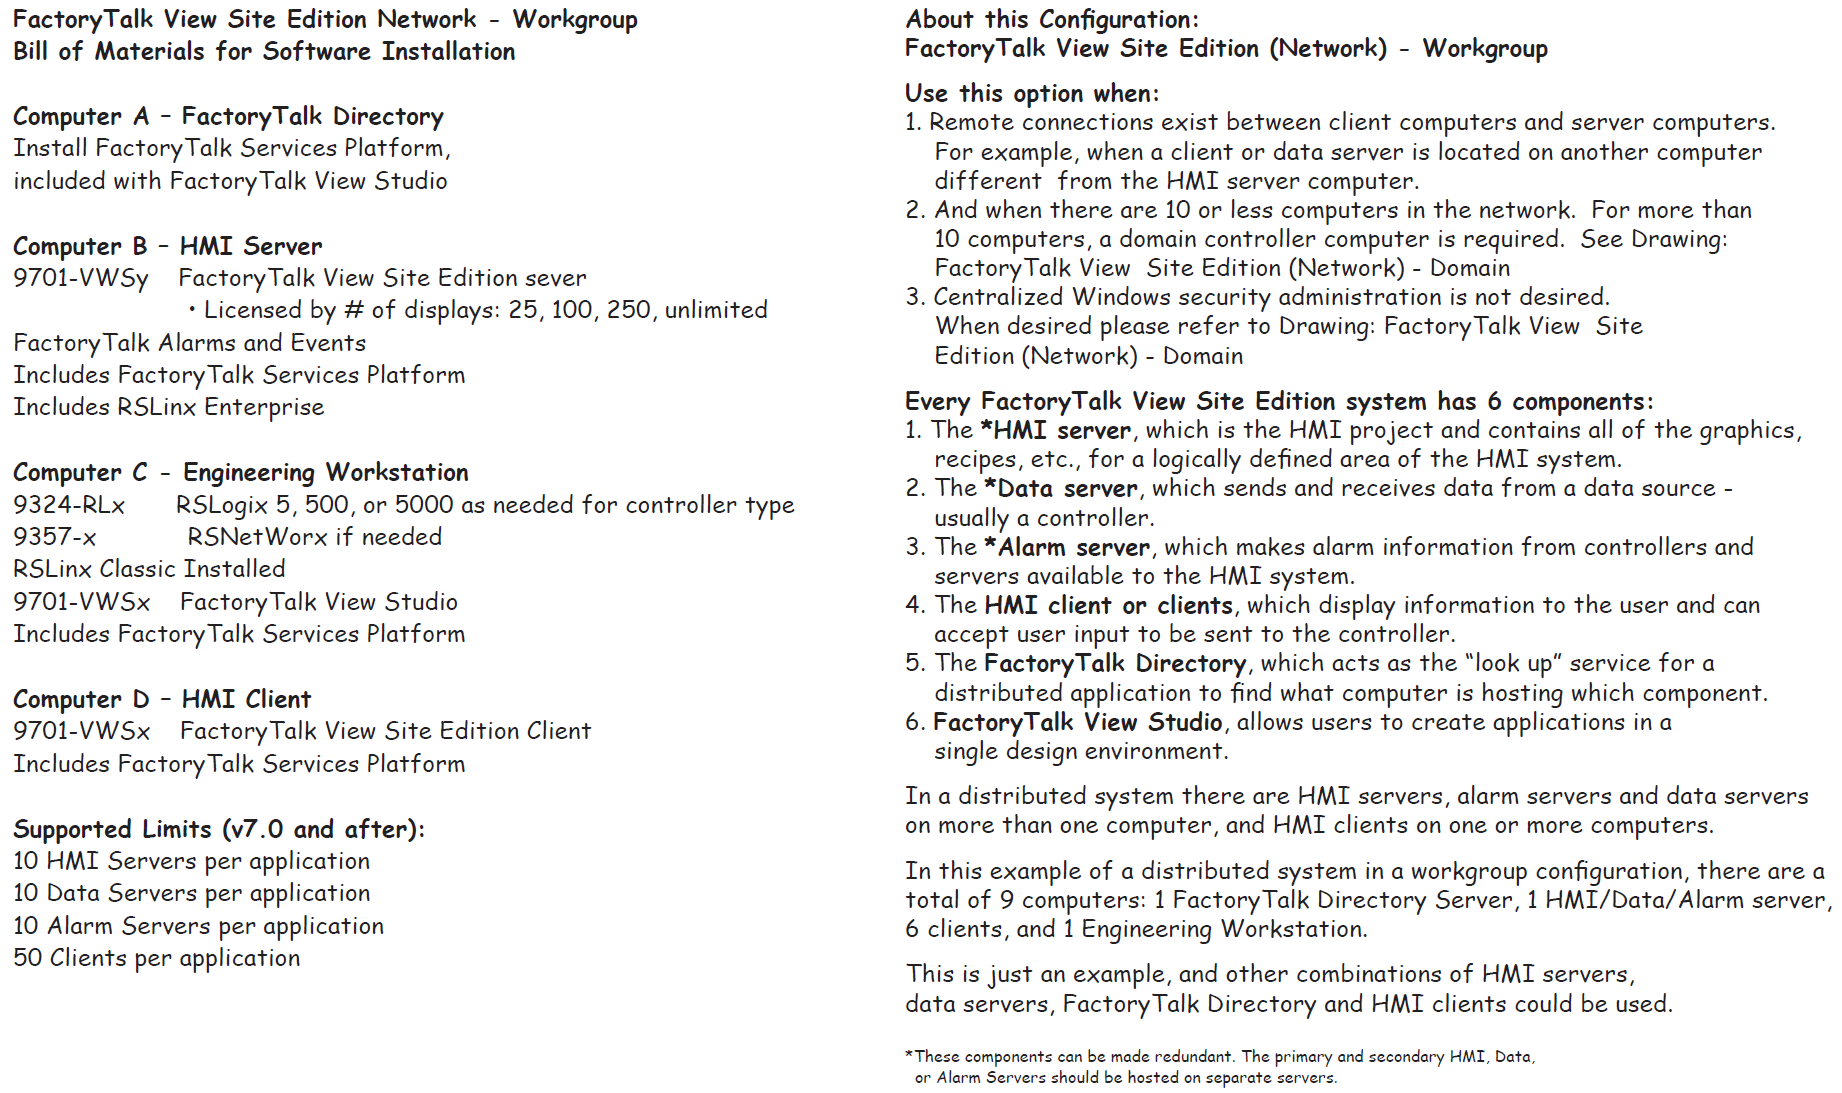 FactoryTalk View Site Edition Network - Workgroup
Bill of Materials for Software Installation
Computer A – FactoryTalk Directory
Install FactoryTalk Services Platform,
included with FactoryTalk View Studio
Computer B – HMI Server
9701-VWSy FactoryTalk View Site Edition sever
• Licensed by # of displays: 25, 100, 250, unlimited
FactoryTalk Alarms and Events
Includes FactoryTalk Services Platform
Includes RSLinx Enterprise
Computer C - Engineering Workstation
9324-RLx RSLogix 5, 500, or 5000 as needed for controller type
9357-x RSNetWorx if needed
RSLinx Classic Installed
9701-VWSx FactoryTalk View Studio
Includes FactoryTalk Services Platform
Computer D – HMI Client
9701-VWSx FactoryTalk View Site Edition Client
Includes FactoryTalk Services Platform
Supported Limits (v7.0 and after):
10 HMI Servers per application
10 Data Servers per application
10 Alarm Servers per application
50 Clients per application
About this Configuration:
FactoryTalk View Site Edition (Network) - Workgroup
Use this option when:
1. Remote connections exist between client computers and server computers.
For example, when a client or data server is located on another computer
different from the HMI server computer.
2. And when there are 10 or less computers in the network. For more than
10 computers, a domain controller computer is required. See Drawing:
FactoryTalk View Site Edition (Network) - Domain
3. Centralized Windows security administration is not desired.
When desired please refer to Drawing: FactoryTalk View Site
Edition (Network) - Domain
Every FactoryTalk View Site Edition system has 6 components:
1. The *HMI server, which is the HMI project and contains all of the graphics,
recipes, etc., for a logically defined area of the HMI system.
2. The *Data server, which sends and receives data from a data source -
usually a controller.
3. The *Alarm server, which makes alarm information from controllers and
servers available to the HMI system.
4. The HMI client or clients, which display information to the user and can
accept user input to be sent to the controller.
5. The FactoryTalk Directory, which acts as the “look up” service for a
distributed application to find what computer is hosting which component.
6. FactoryTalk View Studio, allows users to create applications in a
single design environment.
In a distributed system there are HMI servers, alarm servers and data servers
on more than one computer, and HMI clients on one or more computers.
In this example of a distributed system in a workgroup configuration, there are a
total of 9 computers: 1 FactoryTalk Directory Server, 1 HMI/Data/Alarm server,
6 clients, and 1 Engineering Workstation.
This is just an example, and other combinations of HMI servers,
data servers, FactoryTalk Directory and HMI clients could be used.
*These components can be made redundant. The primary and secondary HMI, Data,
or Alarm Servers should be hosted on separate servers.